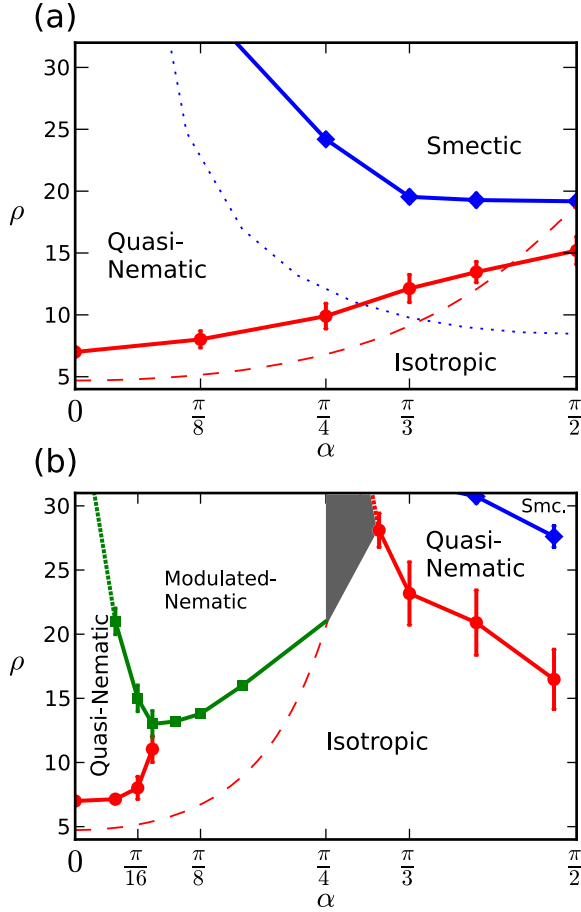 (a)
30
25
20
15
10
5
ρ
Smectic
Quasi-
Nematic
Isotropic
0
π/8
π/4
π/3
π/2
α
(b)
30
25
20
15
10
5
ρ
Smc.
Quasi-
Nematic
Modulated-
Nematic
Quasi-Nematic
Isotropic
0
π/16
π/8
π/4
π/3
π/2
α